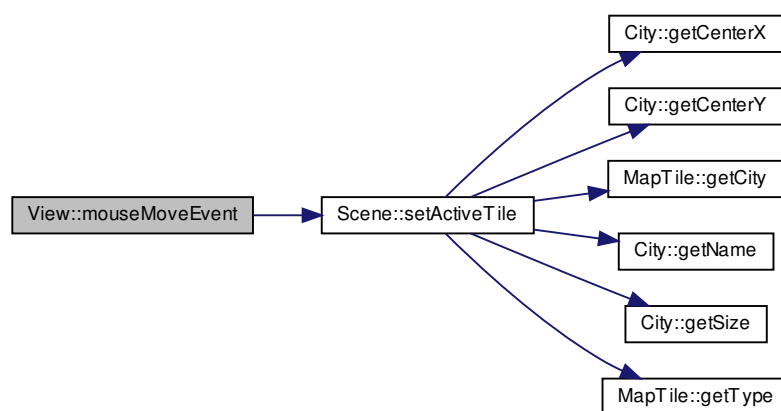 City::getCenterX
City::getCenterY
MapTile::getCity
View::mouseMoveEvent
Scene::setActiveTile
City::getName
City::getSize
MapTile::getType